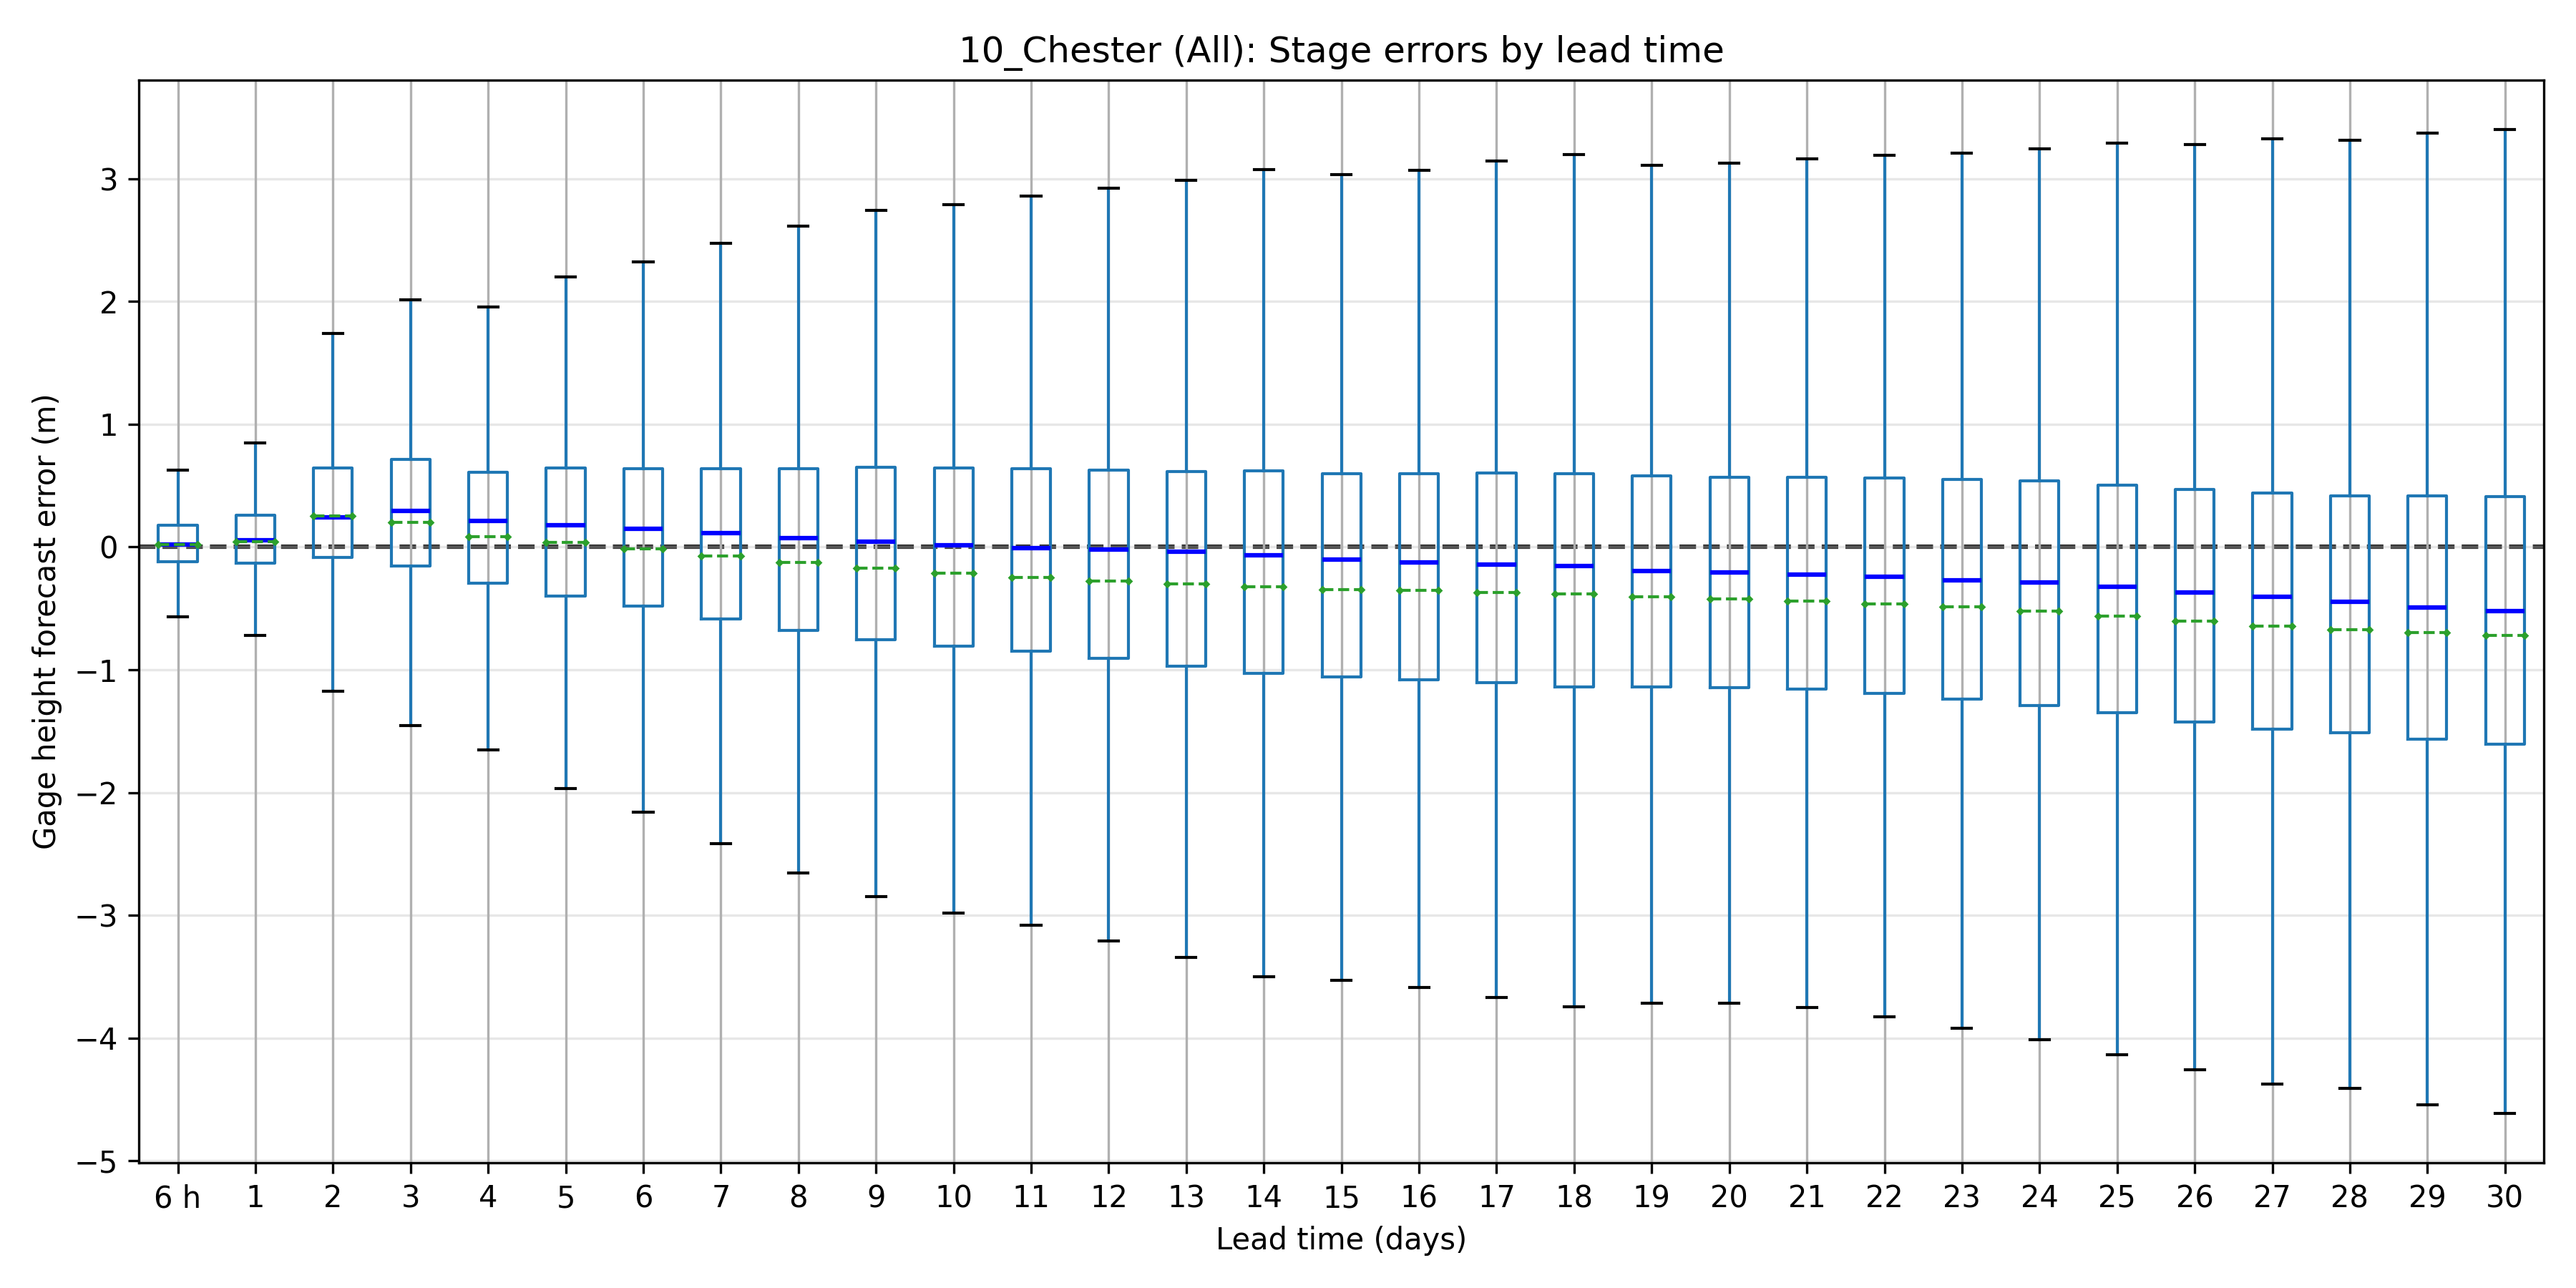 10_Chester (All): Stage errors by lead time
Gage height forecast error (m)
3
2
1
0
−1
−2
−3
−4
−5
6 h 1 2 3 4 5 6 7 8 9 10 11 12 13 14 15 16 17 18 19 20 21 22 23 24 25 26 27 28 29 30
Lead time (days)